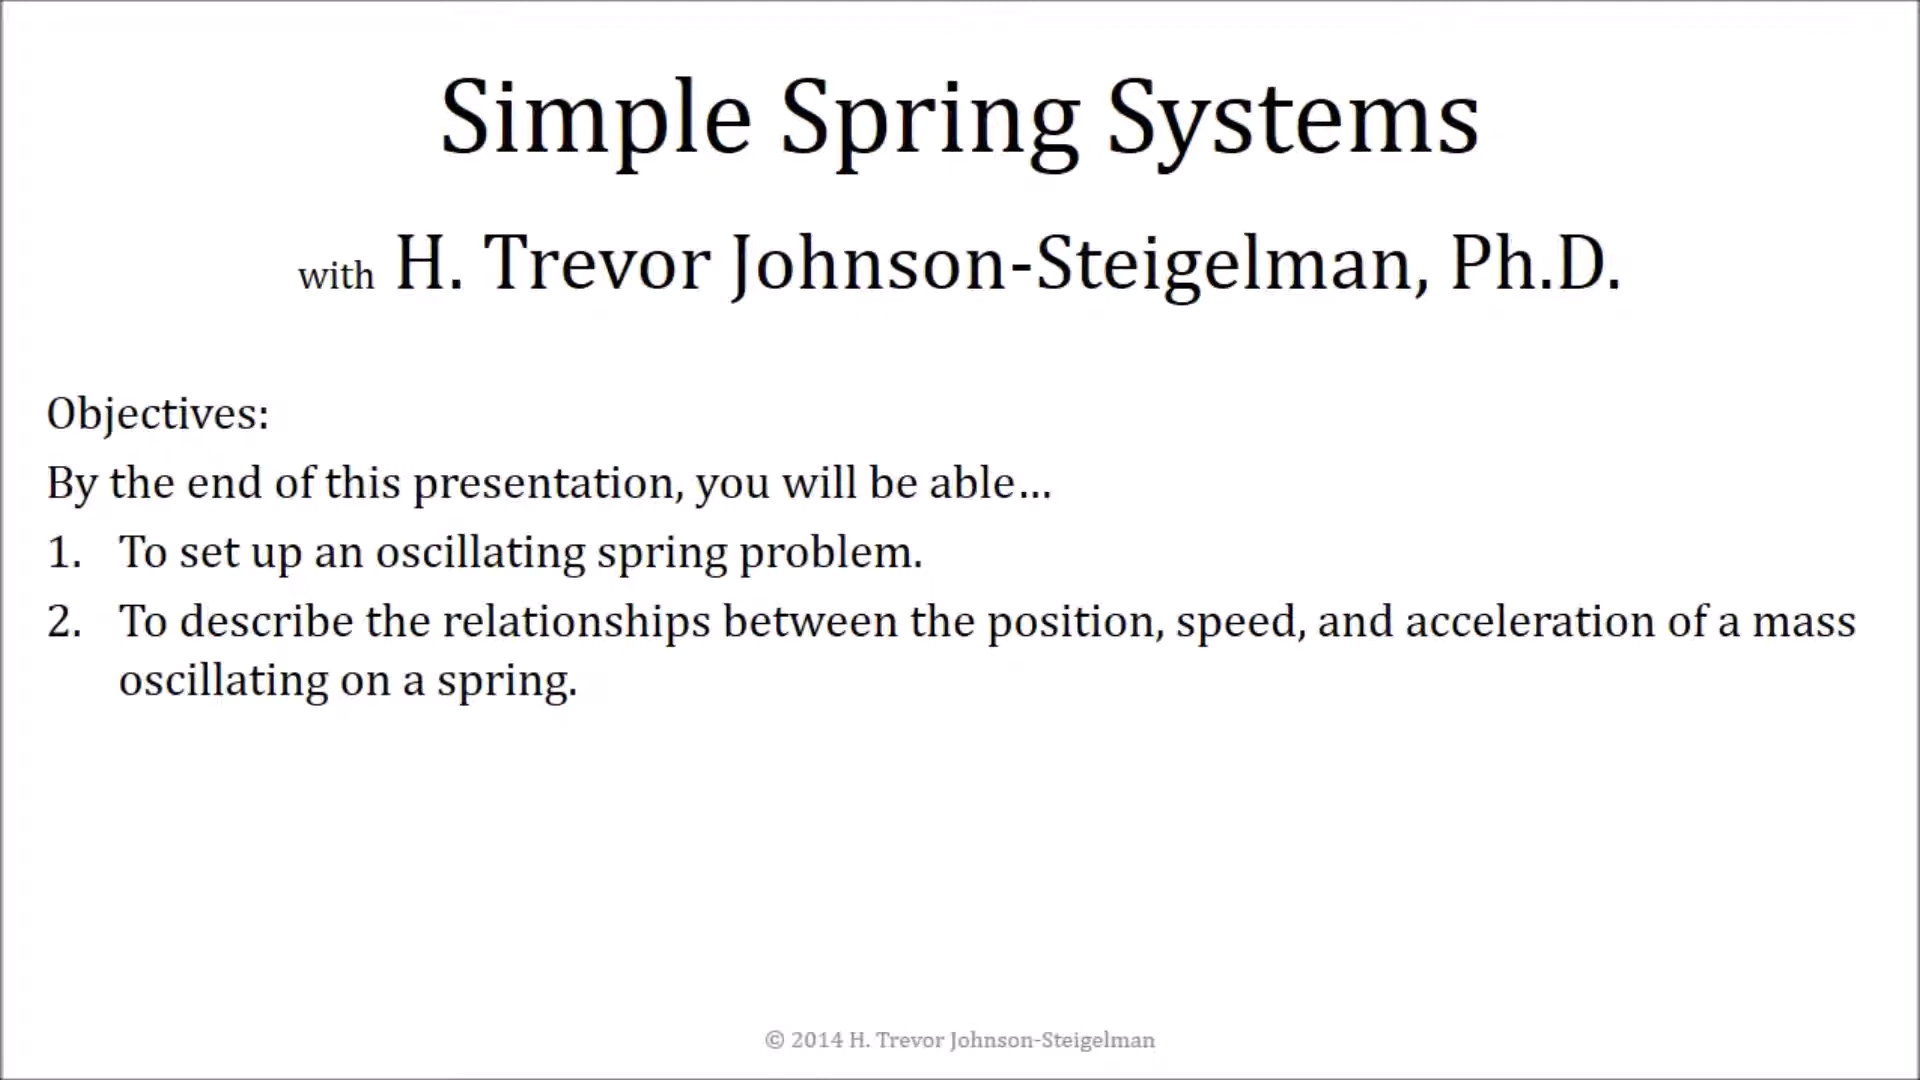 Simple Spring Systems
with H. Trevor Johnson-Steigelman, Ph.D.
Objectives:
By the end of this presentation, you will be able...
1. To set up an oscillating spring problem.
2. To describe the relationships between the position, speed, and acceleration of a mass
oscillating on a spring.
© 2014 H. Trevor Johnson-Steigelman